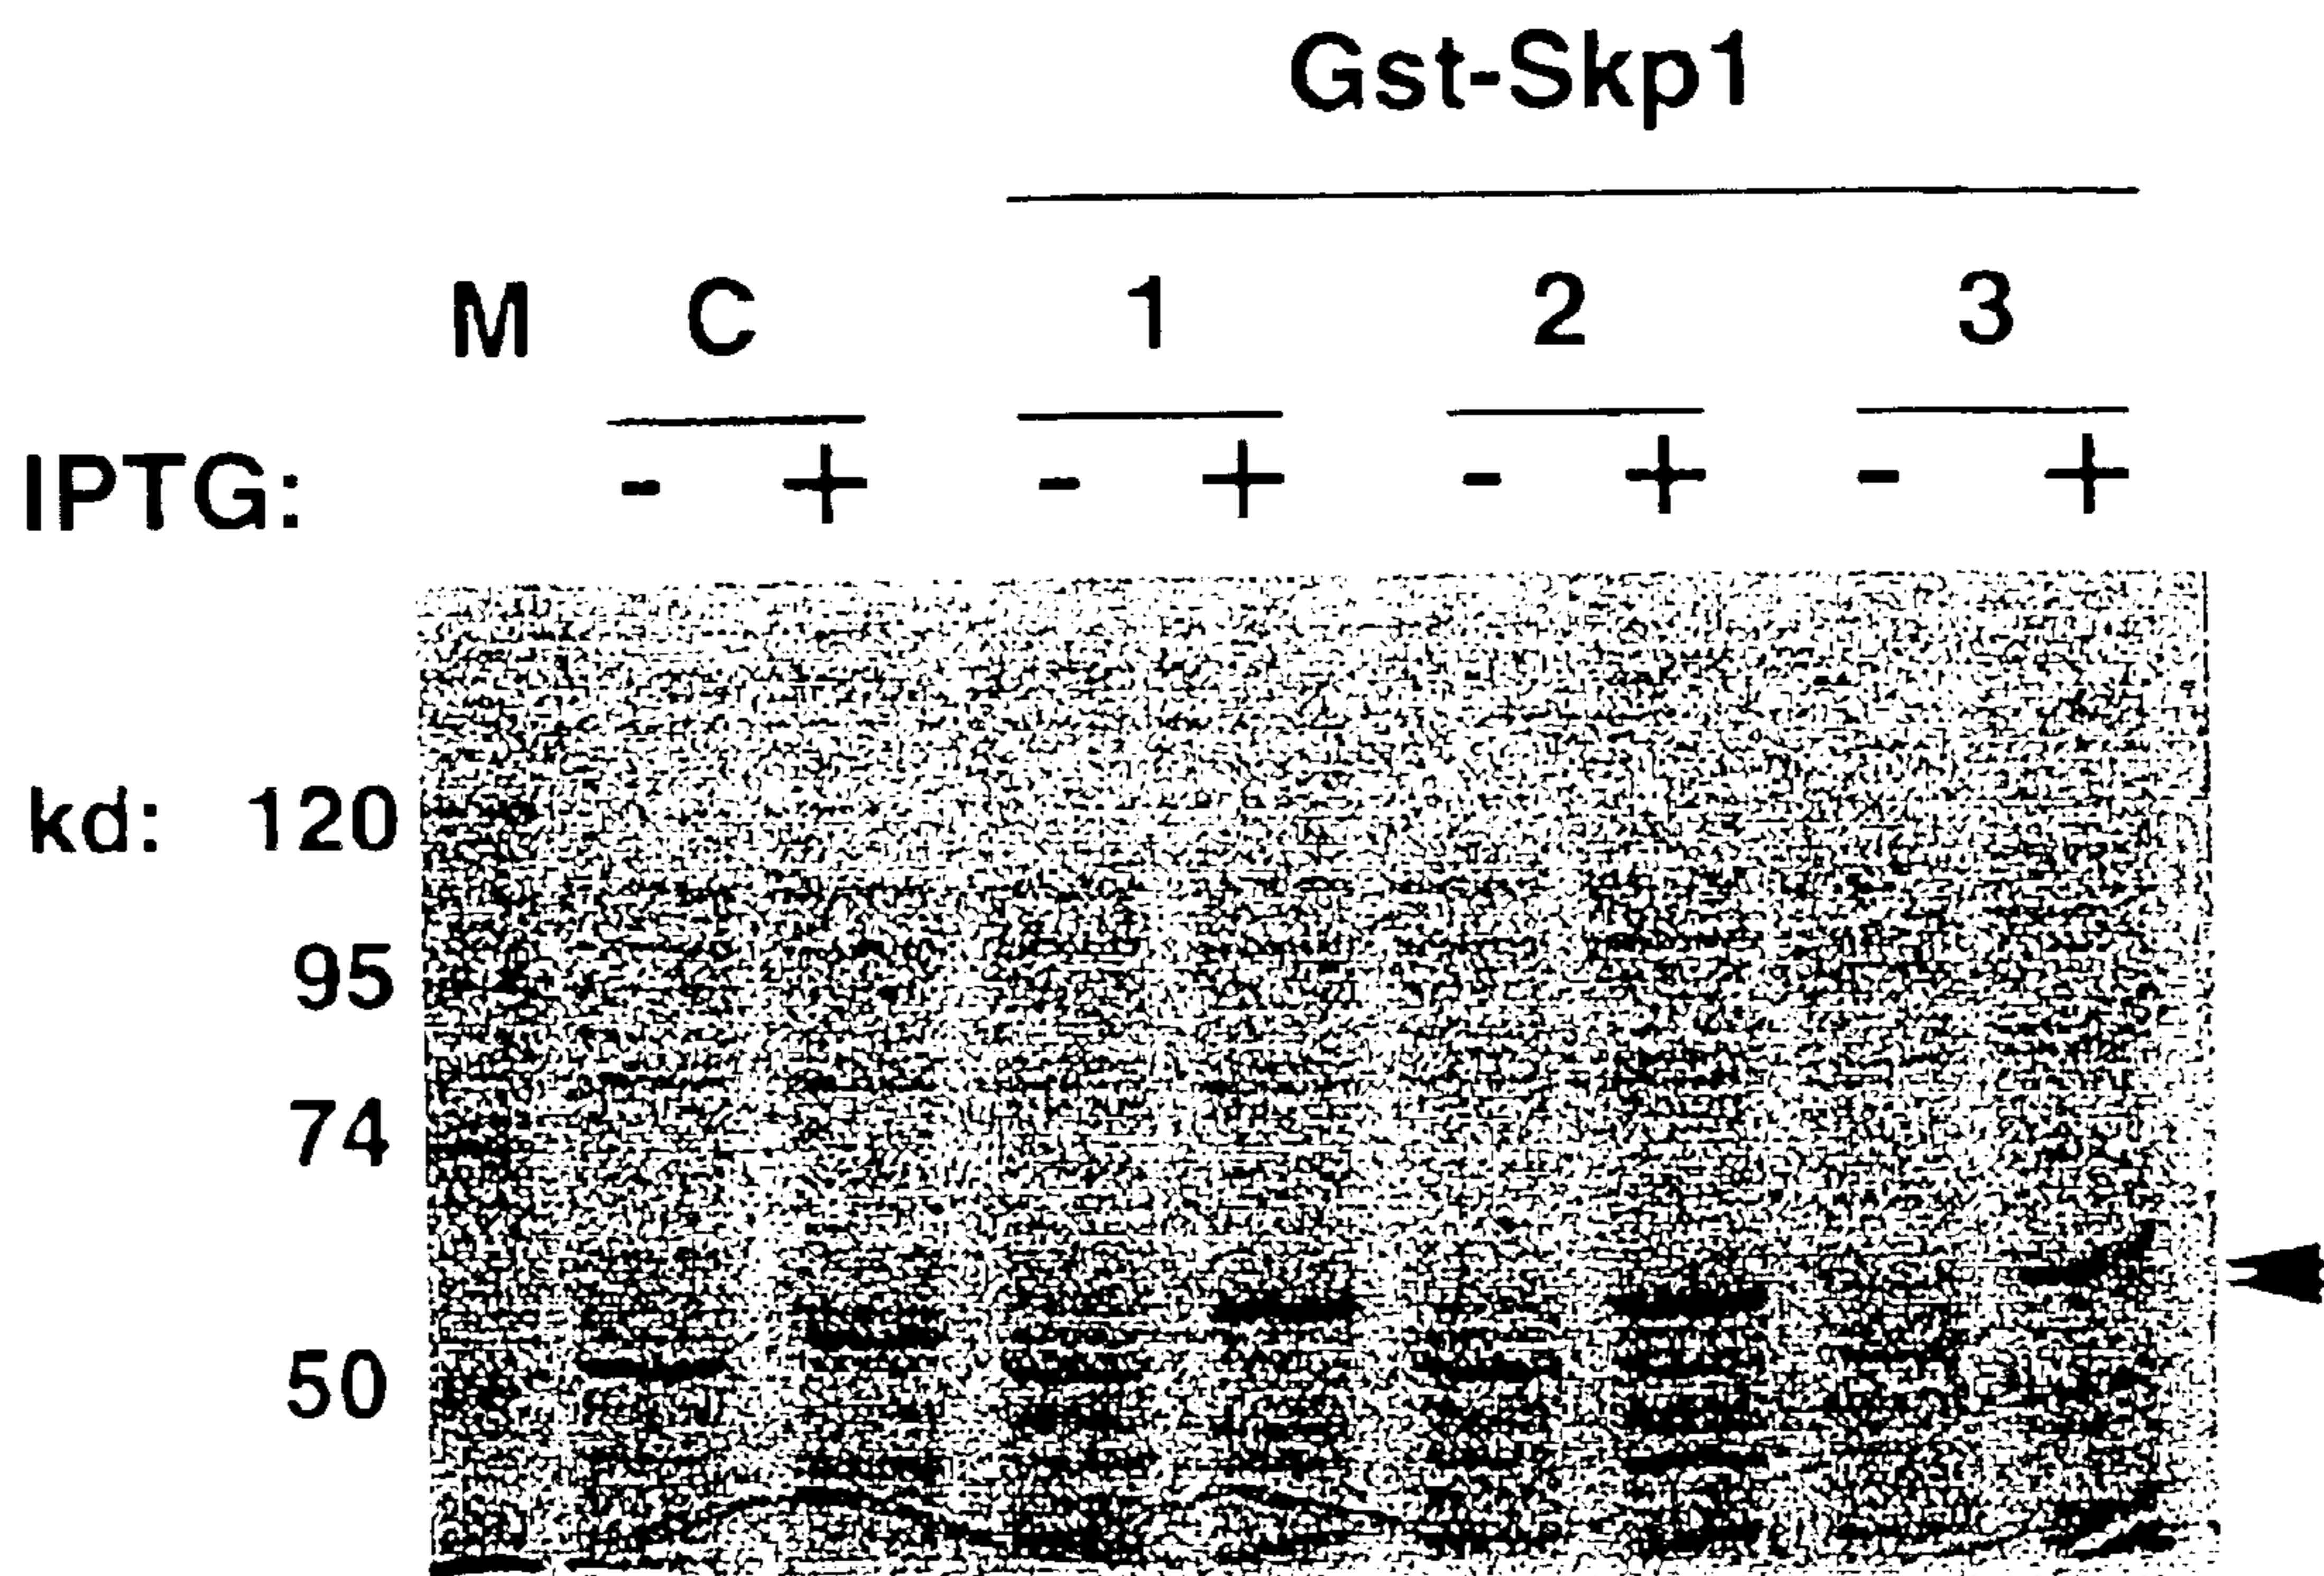 Gst-Skp1
M C 1 2 3
IPTG: - + - + - + - +
kd: 120
95
74
50